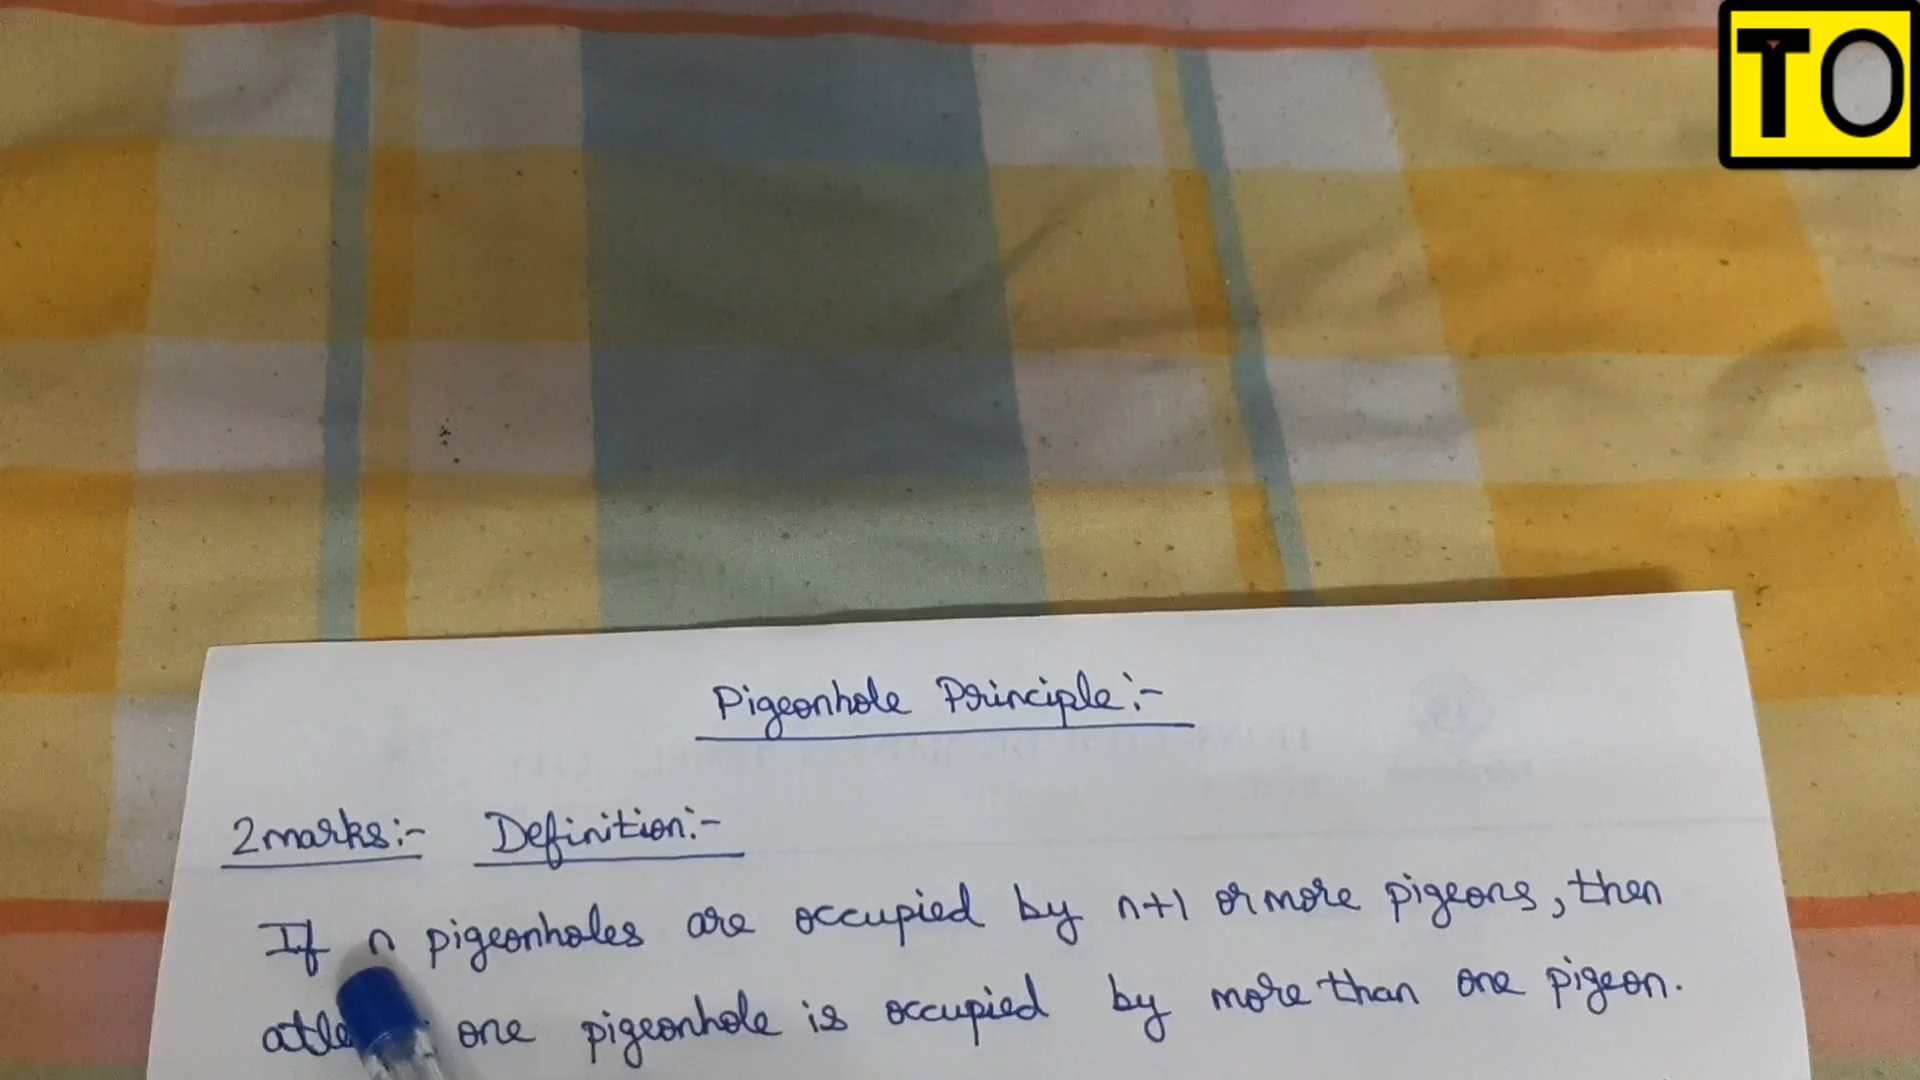 TO
Pigeonhole Principle:-
2marks:- Definition:-
If n pigeonholes are occupied by n+1 or more pigeons, then
one pigeonhole is occupied by more than one pigeon.